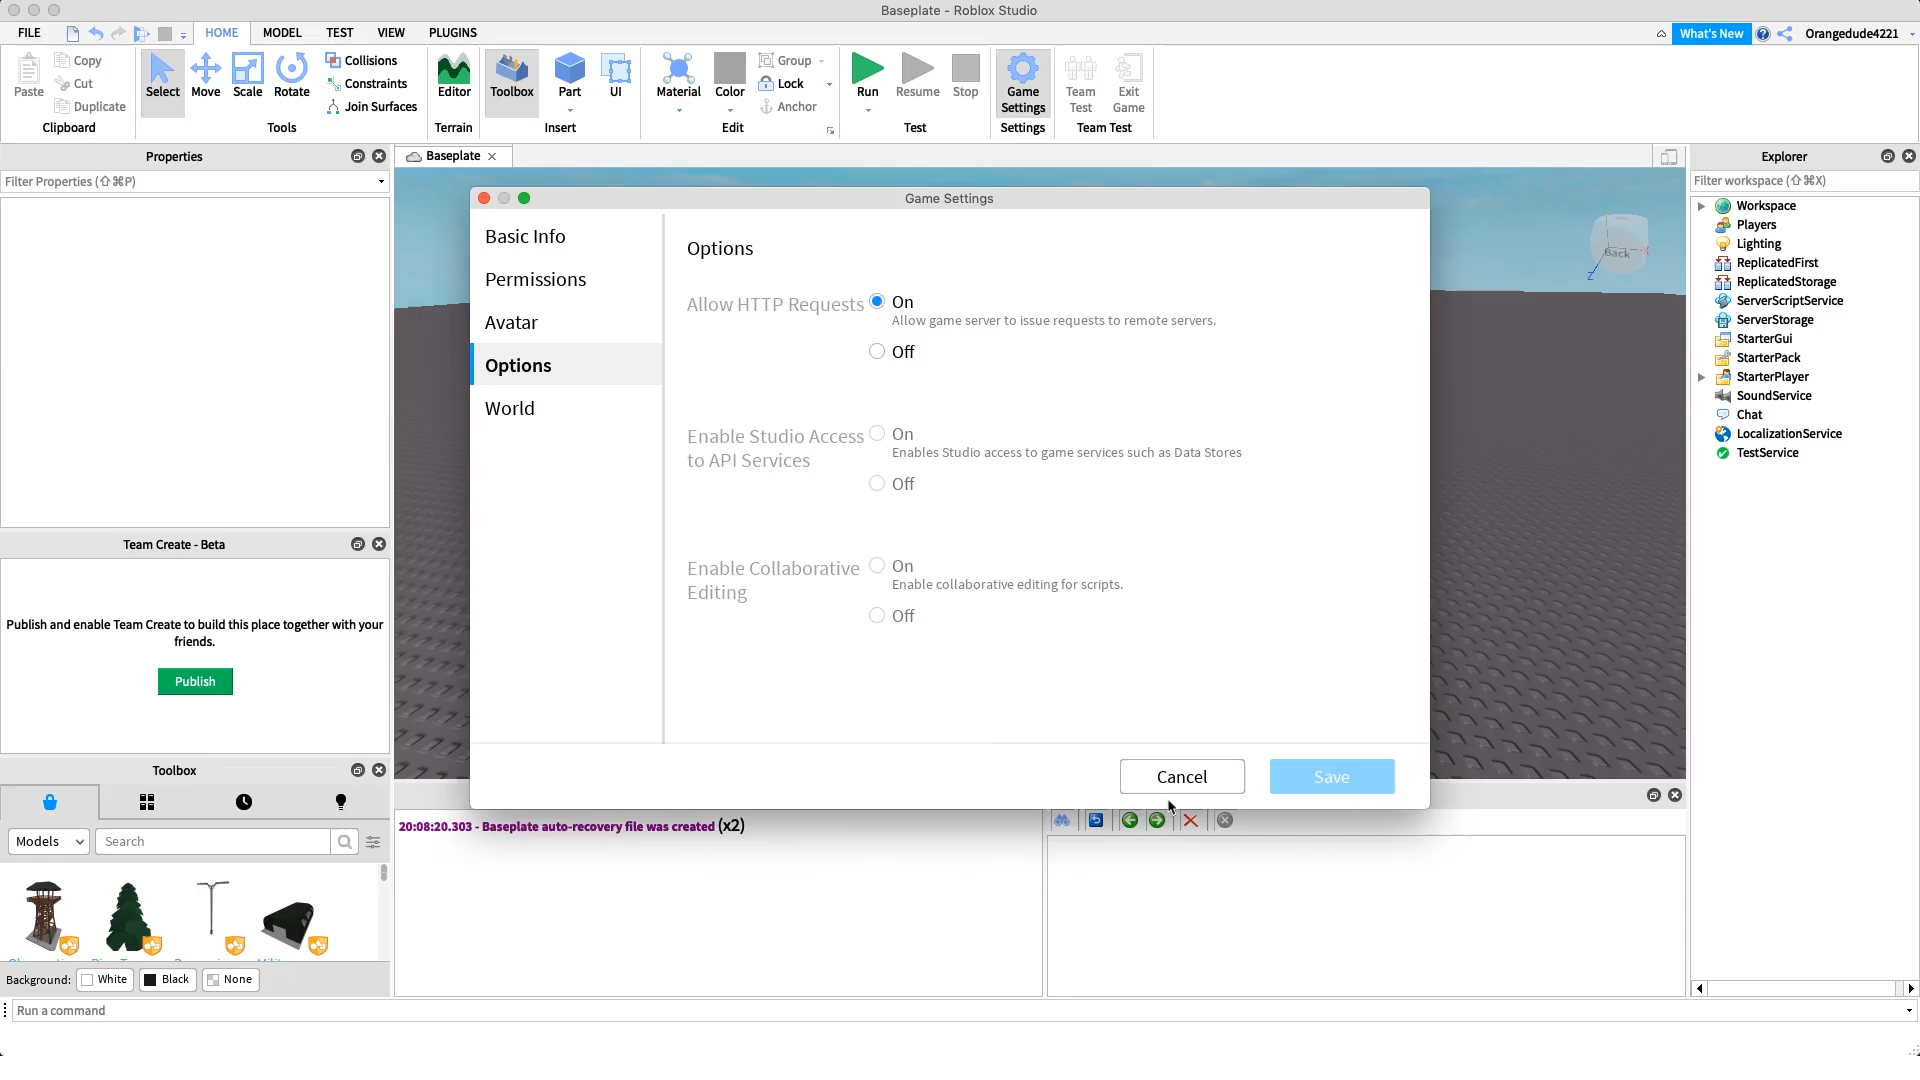 Baseplate - Roblox Studio
FILE HOME MODEL TEST VIEW PLUGINS What's New Orangedude4221
Paste Copy Cut Duplicate
Clipboard
Select Move Scale Rotate
Collisions
Constraints
Join Surfaces
Tools
Editor
Terrain
Toolbox Part UI
Insert
Material Color
Group
Lock
Anchor
Edit
Run Resume Stop
Test
Game
Settings
Settings
Team
Test
Exit
Game
Team Test
Properties
Filter Properties (⇧⌘P)
Baseplate
Explorer
Filter workspace (⇧⌘X)
Workspace
Players
Lighting
ReplicatedFirst
ReplicatedStorage
ServerScriptService
ServerStorage
StarterGui
StarterPack
StarterPlayer
SoundService
Chat
LocalizationService
TestService
Back
X
Z
Game Settings
Basic Info
Permissions
Avatar
Options
World
Options
Allow HTTP Requests
On
Allow game server to issue requests to remote servers.
Off
Enable Studio Access
to API Services
On
Enables Studio access to game services such as Data Stores
Off
Enable Collaborative
Editing
On
Enable collaborative editing for scripts.
Off
Cancel Save
Team Create - Beta
Publish and enable Team Create to build this place together with your
friends.
Publish
Toolbox
Models Search
Background: White Black None
20:08:20.303 - Baseplate auto-recovery file was created (x2)
Run a command